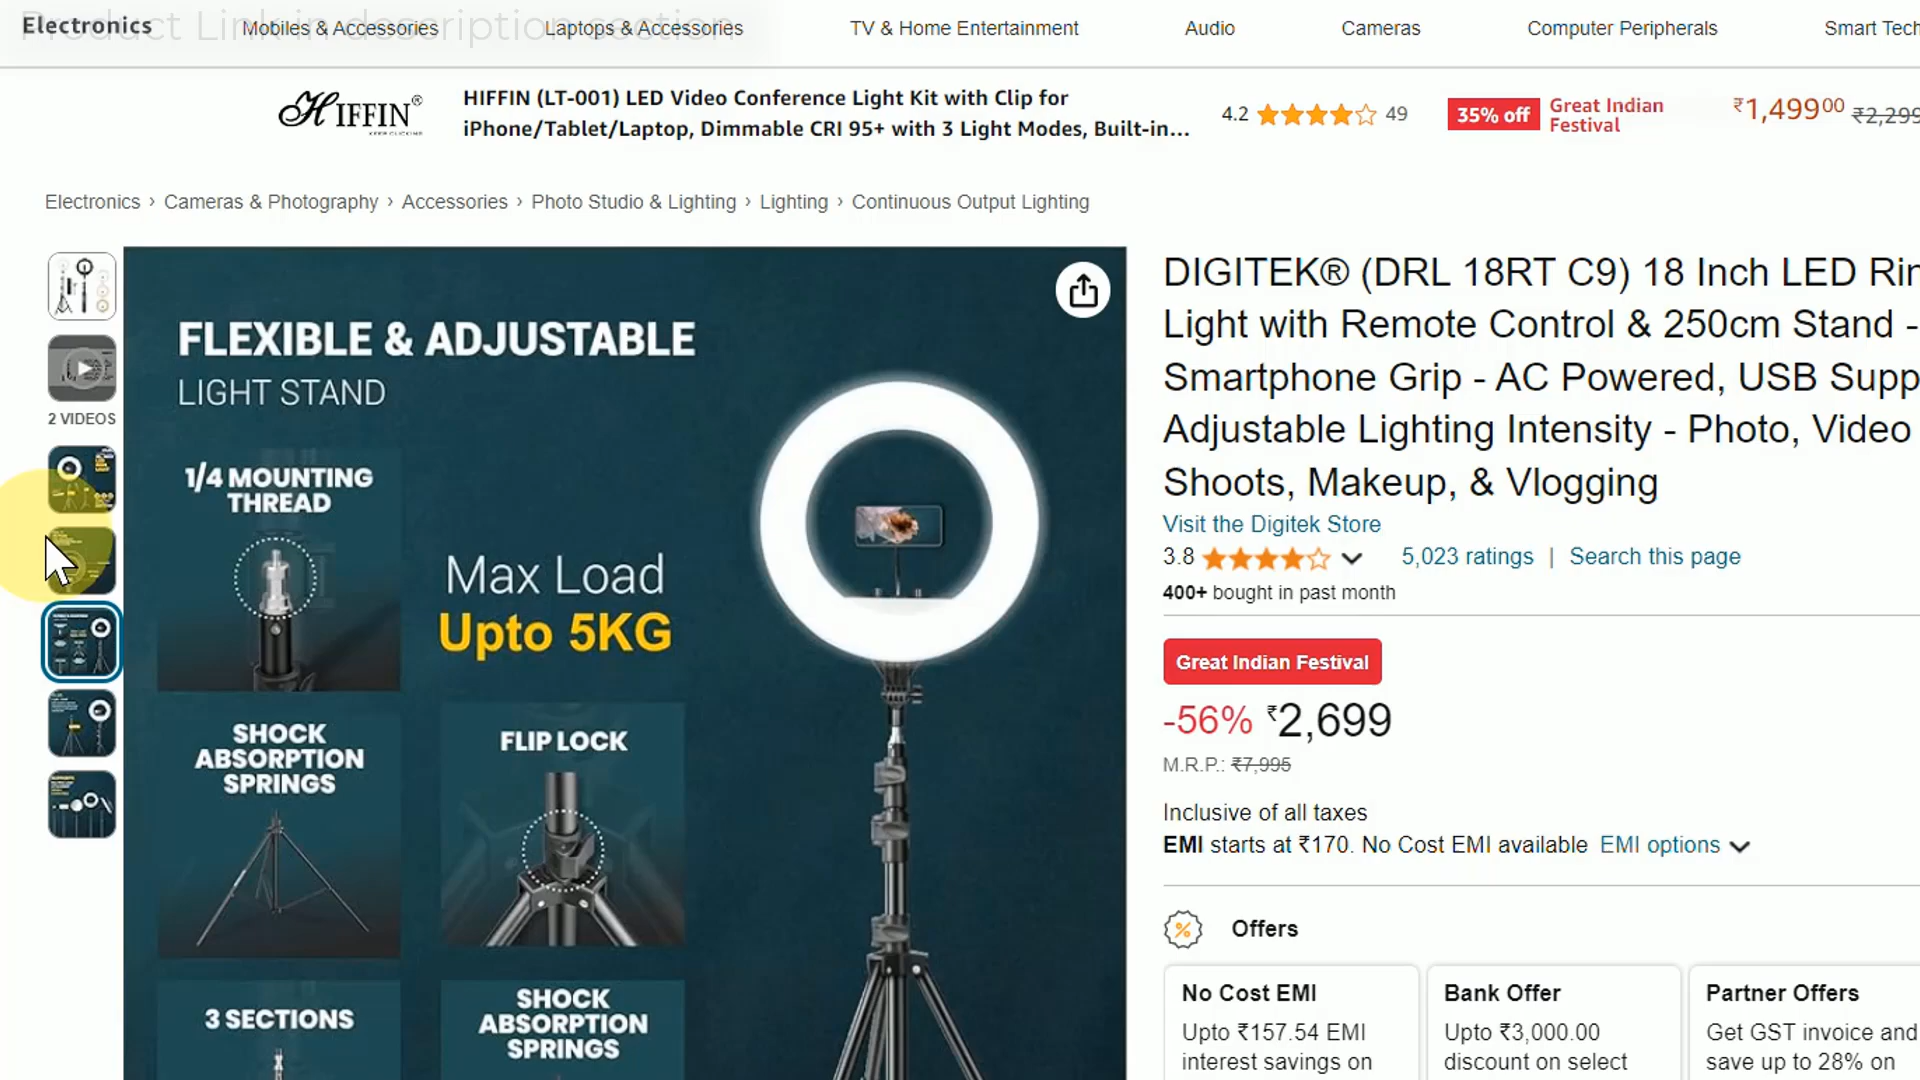 Product Link in description section
Electronics
Mobiles & Accessories
Laptops & Accessories
TV & Home Entertainment
Audio
Cameras
Computer Peripherals
Smart Tech
HIFFIN®
HIFFIN (LT-001) LED Video Conference Light Kit with Clip for
iPhone/Tablet/Laptop, Dimmable CRI 95+ with 3 Light Modes, Built-in...
4.2
49
35% off
Great Indian
Festival
₹1,499⁰⁰
₹2,299
Electronics › Cameras & Photography › Accessories › Photo Studio & Lighting › Lighting › Continuous Output Lighting
2 VIDEOS
FLEXIBLE & ADJUSTABLE
LIGHT STAND
1/4 MOUNTING
THREAD
Max Load
Upto 5KG
SHOCK
ABSORPTION
SPRINGS
FLIP LOCK
3 SECTIONS
SHOCK
ABSORPTION
SPRINGS
DIGITEK® (DRL 18RT C9) 18 Inch LED Rin
Light with Remote Control & 250cm Stand -
Smartphone Grip - AC Powered, USB Supp
Adjustable Lighting Intensity - Photo, Video
Shoots, Makeup, & Vlogging
Visit the Digitek Store
3.8
5,023 ratings | Search this page
400+ bought in past month
Great Indian Festival
-56% ₹2,699
M.R.P.: ₹7,995
Inclusive of all taxes
EMI starts at ₹170. No Cost EMI available EMI options
Offers
No Cost EMI
Upto ₹157.54 EMI
interest savings on
Bank Offer
Upto ₹3,000.00
discount on select
Partner Offers
Get GST invoice and
save up to 28% on